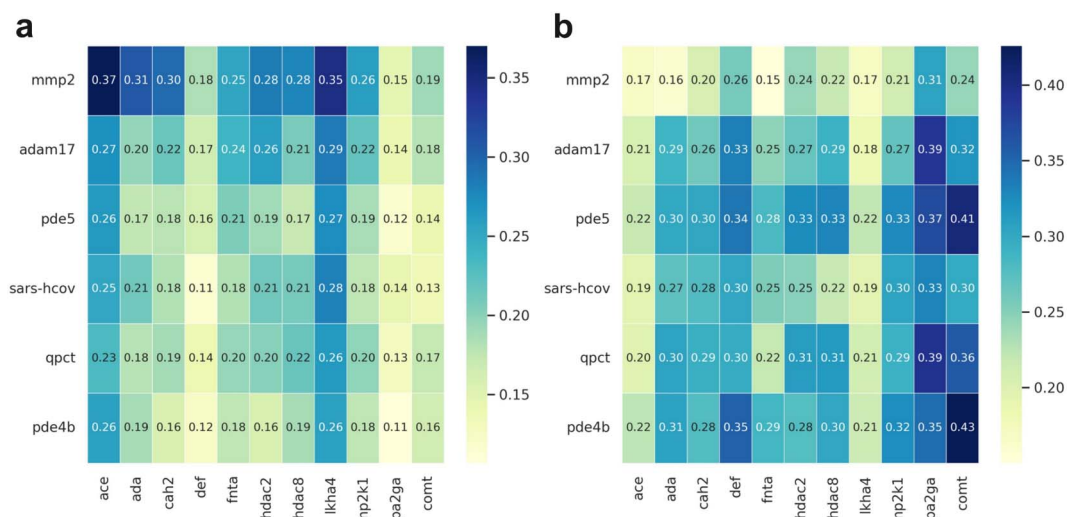 a
mmp2 0.37 0.31 0.30 0.18 0.25 0.28 0.28 0.35 0.26 0.15 0.19
adam17 0.27 0.20 0.22 0.17 0.24 0.26 0.21 0.29 0.22 0.14 0.18
pde5 0.26 0.17 0.18 0.16 0.21 0.19 0.17 0.27 0.19 0.12 0.14
sars-hcov 0.25 0.21 0.18 0.11 0.18 0.21 0.21 0.28 0.18 0.14 0.13
qpct 0.23 0.18 0.19 0.14 0.20 0.20 0.22 0.26 0.20 0.13 0.17
pde4b 0.26 0.19 0.16 0.12 0.18 0.16 0.19 0.26 0.18 0.11 0.16
ace ada cah2 def fnta hdac2 hdac8 lkha4 comt
0.35
0.30
0.25
0.20
0.15
b
mmp2 0.17 0.16 0.20 0.26 0.15 0.24 0.22 0.17 0.21 0.31 0.24
adam17 0.21 0.29 0.26 0.33 0.25 0.27 0.29 0.18 0.27 0.39 0.32
pde5 0.22 0.30 0.30 0.34 0.28 0.33 0.33 0.22 0.33 0.37 0.41
sars-hcov 0.19 0.27 0.28 0.30 0.25 0.25 0.22 0.19 0.30 0.33 0.30
qpct 0.20 0.30 0.29 0.30 0.22 0.31 0.31 0.21 0.29 0.39 0.36
pde4b 0.22 0.31 0.28 0.35 0.29 0.28 0.30 0.21 0.32 0.35 0.43
ace ada cah2 def fnta hdac2 hdac8 lkha4 comt
0.40
0.35
0.30
0.25
0.20